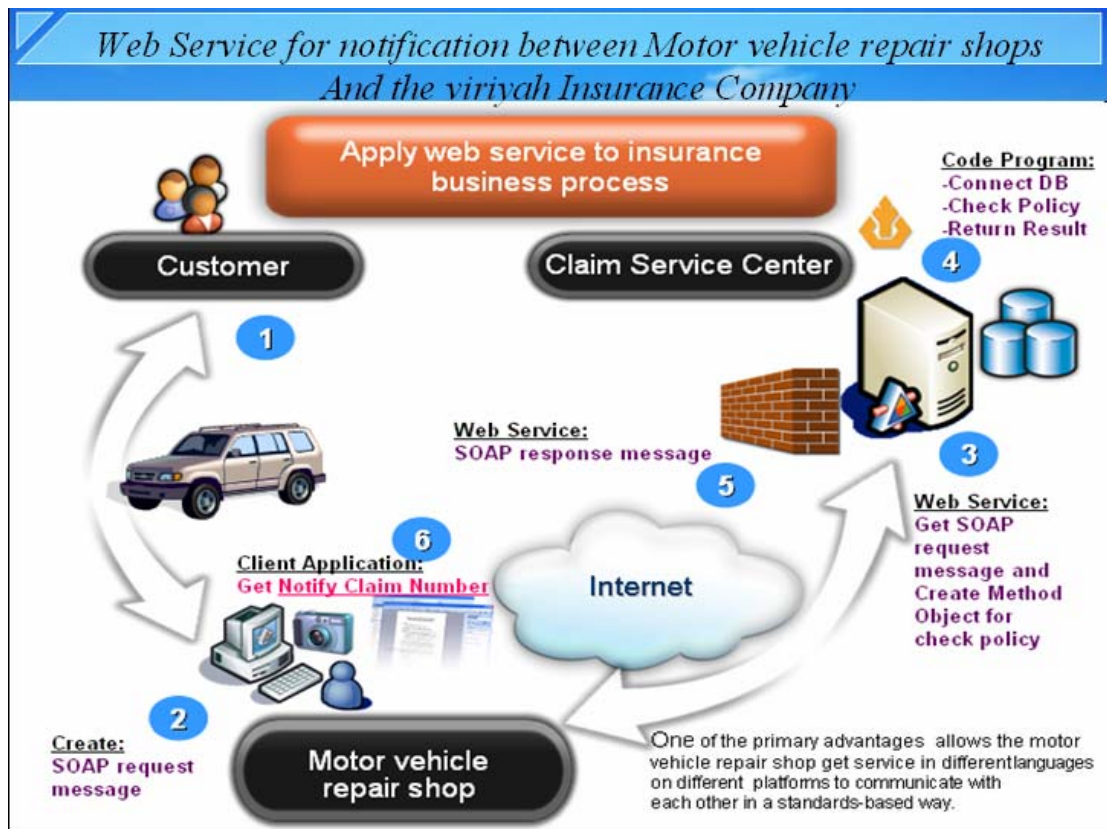 Web Service for notification between Motor vehicle repair shops
And the viriyah Insurance Company
Apply web service to insurance
business process
Code Program:
-Connect DB
-Check Policy
-Return Result
Customer
Claim Service Center
4
1
Web Service:
SOAP response message
5
3
Web Service:
Get SOAP
request
message and
Create Method
Object for
check policy
6
Client Application:
Get Notify Claim Number
Internet
2
Create:
SOAP request
message
Motor vehicle
repair shop
One of the primary advantages allows the motor
vehicle repair shop get service in different languages
on different platforms to communicate with
each other in a standards-based way.